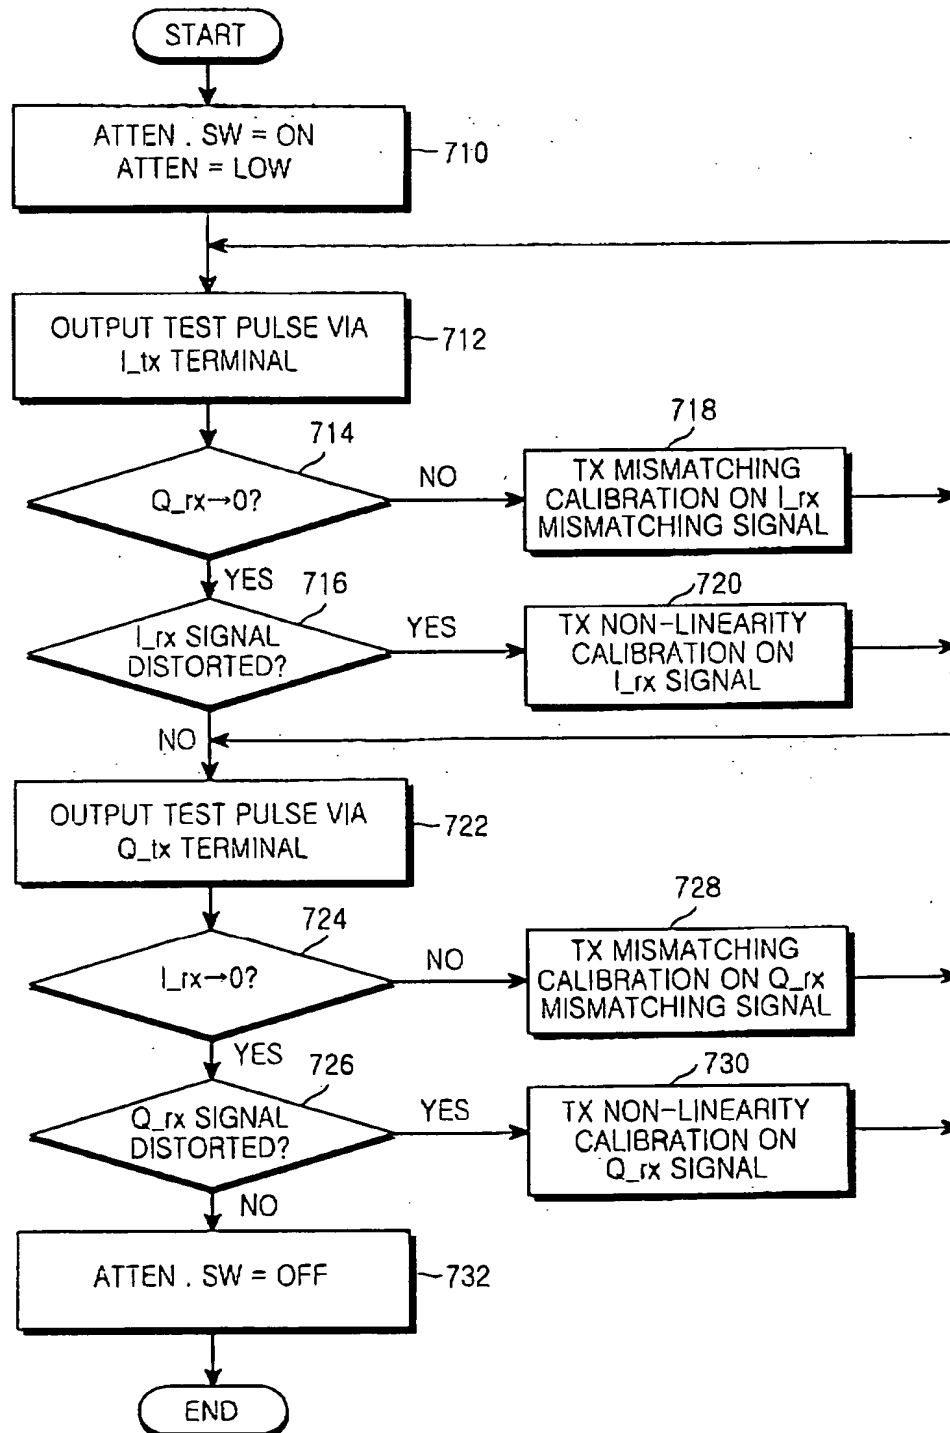 START
ATTEN . SW = ON
ATTEN = LOW
710
OUTPUT TEST PULSE VIA
I_tx TERMINAL
712
714
Q_rx→0?
NO
718
TX MISMATCHING
CALIBRATION ON I_rx
MISMATCHING SIGNAL
YES
716
I_rx SIGNAL
DISTORTED?
YES
720
TX NON-LINEARITY
CALIBRATION ON
I_rx SIGNAL
NO
OUTPUT TEST PULSE VIA
Q_tx TERMINAL
722
724
I_rx→0?
NO
728
TX MISMATCHING
CALIBRATION ON Q_rx
MISMATCHING SIGNAL
YES
726
Q_rx SIGNAL
DISTORTED?
YES
730
TX NON-LINEARITY
CALIBRATION ON
Q_rx SIGNAL
NO
ATTEN . SW = OFF
732
END